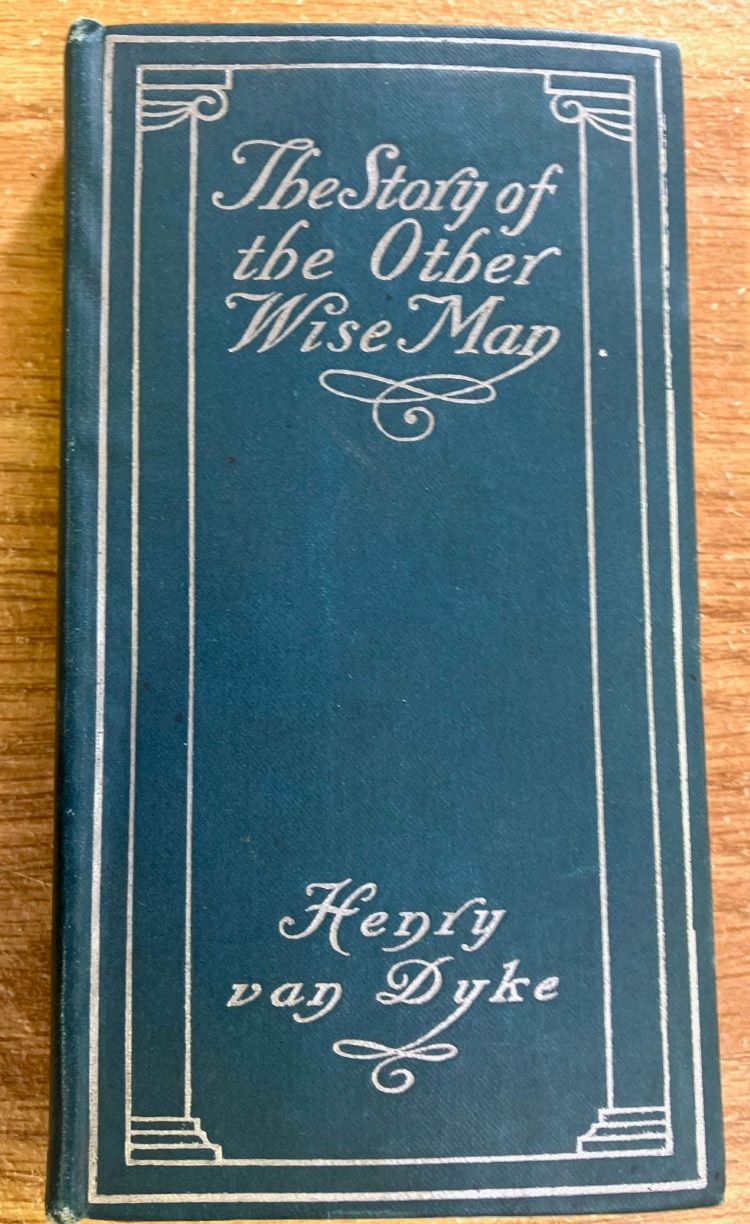 The Story of
the Other
Wise Man
Henry
van Dyke